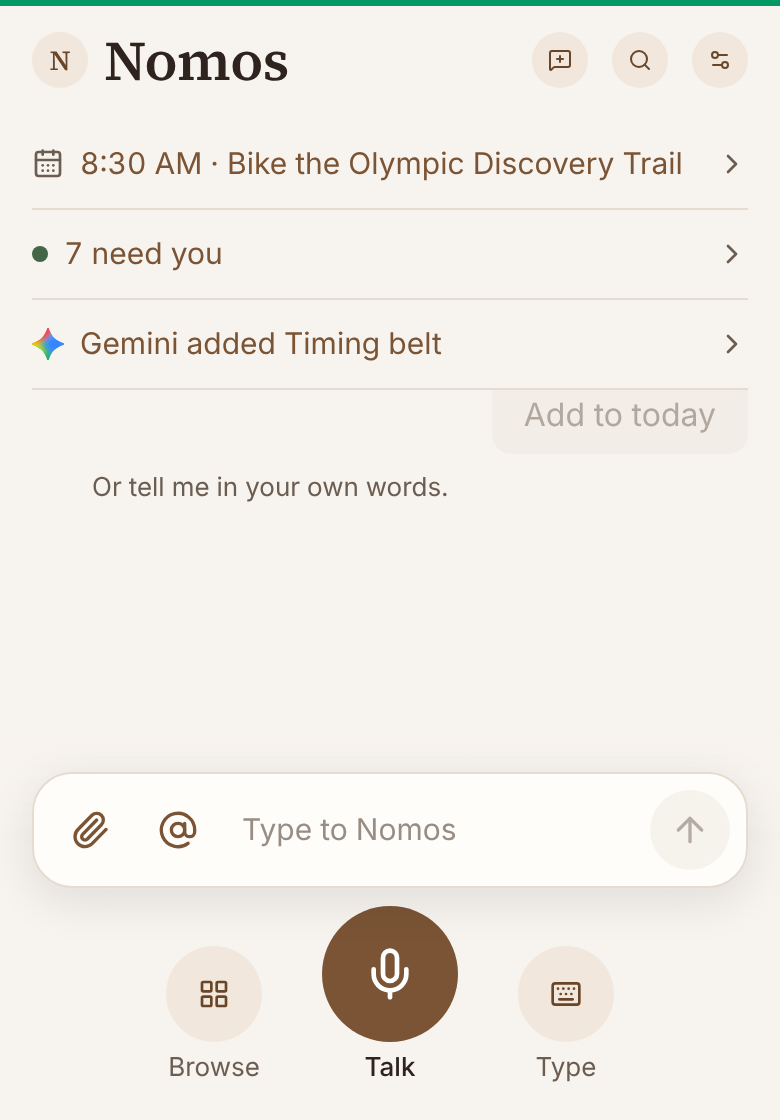 N Nomos
8:30 AM · Bike the Olympic Discovery Trail
7 need you
Gemini added Timing belt
Add to today
Or tell me in your own words.
Type to Nomos
Browse
Talk
Type